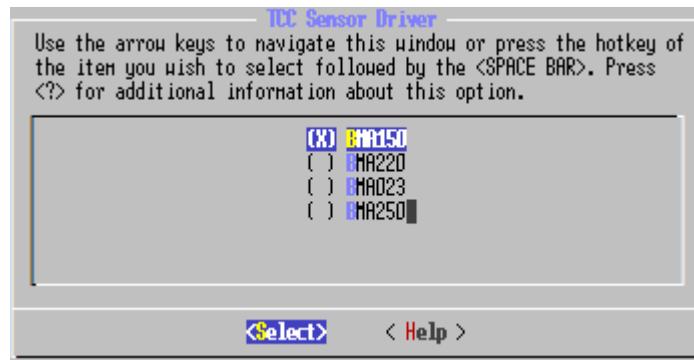 TCC Sensor Driver
Use the arrow keys to navigate this window or press the hotkey of
the item you wish to select followed by the <SPACE BAR>. Press
<?> for additional information about this option.
(X) BMA150
( ) BMA220
( ) BMA023
( ) BMA250
<Select> < Help >